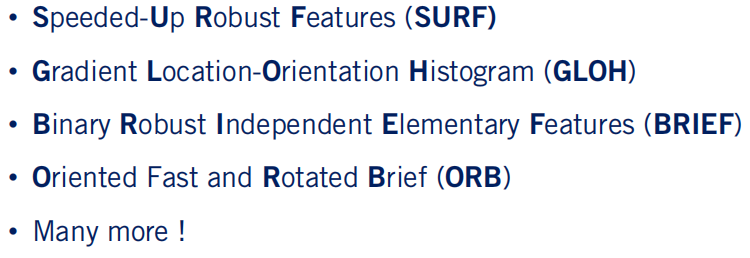 • Speeded-Up Robust Features (SURF)
• Gradient Location-Orientation Histogram (GLOH)
• Binary Robust Independent Elementary Features (BRIEF)
• Oriented Fast and Rotated Brief (ORB)
• Many more !